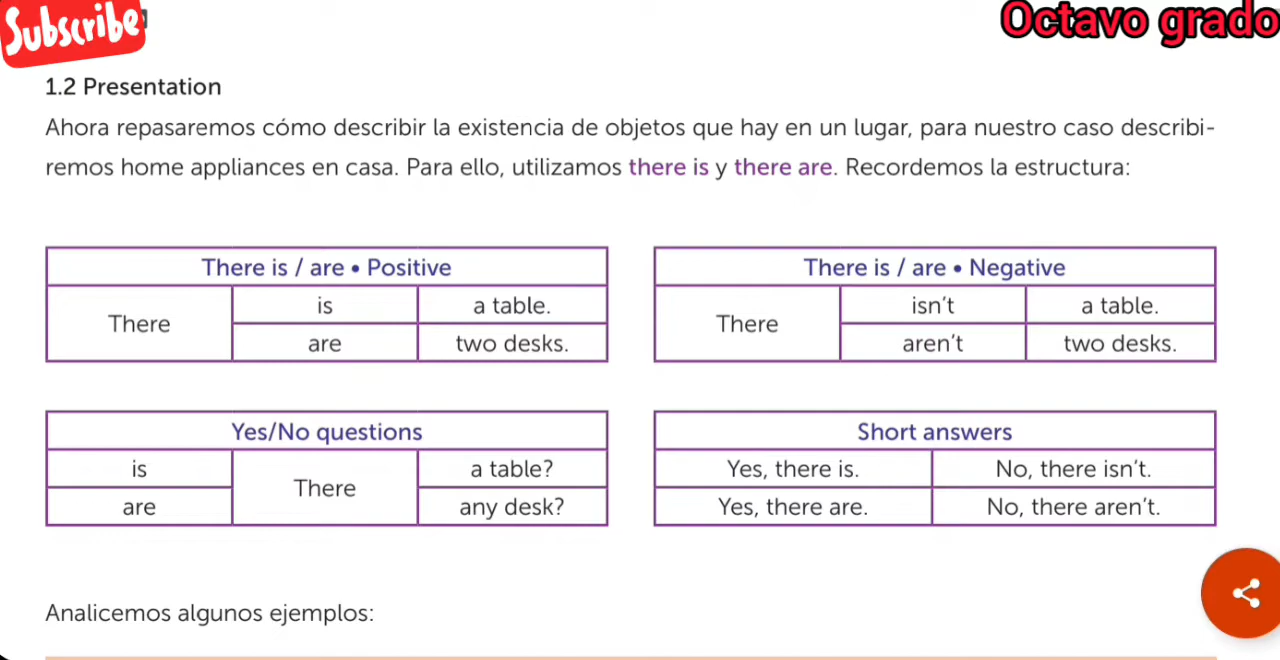 Subscribe
Octavo grado
1.2 Presentation
Ahora repasaremos cómo describir la existencia de objetos que hay en un lugar, para nuestro caso describi-
remos home appliances en casa. Para ello, utilizamos there is y there are. Recordemos la estructura:
There is / are • Positive
There
is
a table.
are
two desks.
There is / are • Negative
There
isn't
a table.
aren't
two desks.
Yes/No questions
is
There
a table?
are
any desk?
Short answers
Yes, there is.
No, there isn't.
Yes, there are.
No, there aren't.
Analicemos algunos ejemplos: